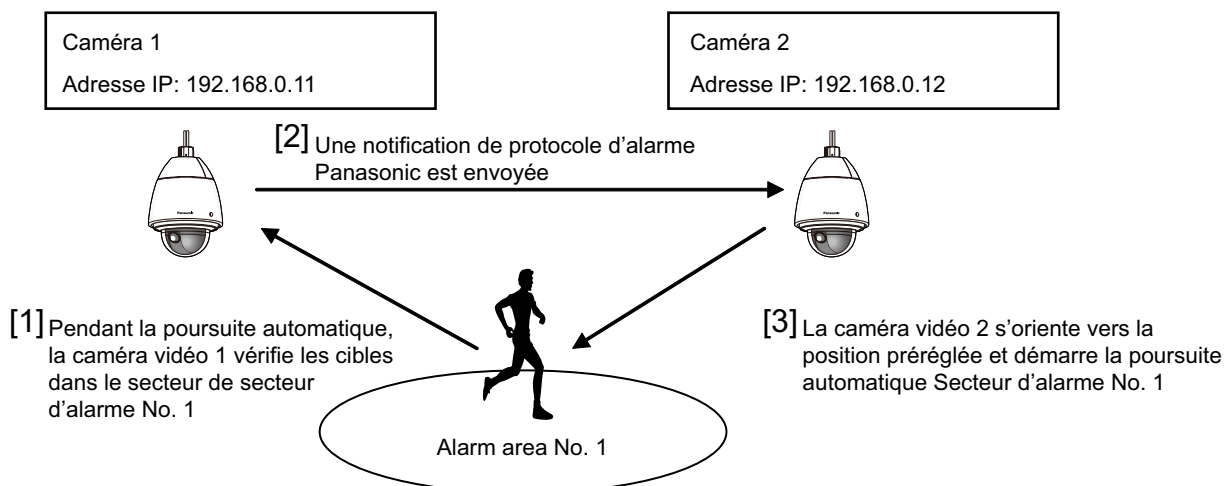 Caméra 1
Adresse IP: 192.168.0.11
Caméra 2
Adresse IP: 192.168.0.12
[2] Une notification de protocole d'alarme
Panasonic est envoyée
Panasonic
Panasonic
[1] Pendant la poursuite automatique,
la caméra vidéo 1 vérifie les cibles
dans le secteur de secteur
d'alarme No. 1
[3] La caméra vidéo 2 s'oriente vers la
position préréglée et démarre la poursuite
automatique Secteur d'alarme No. 1
Alarm area No. 1